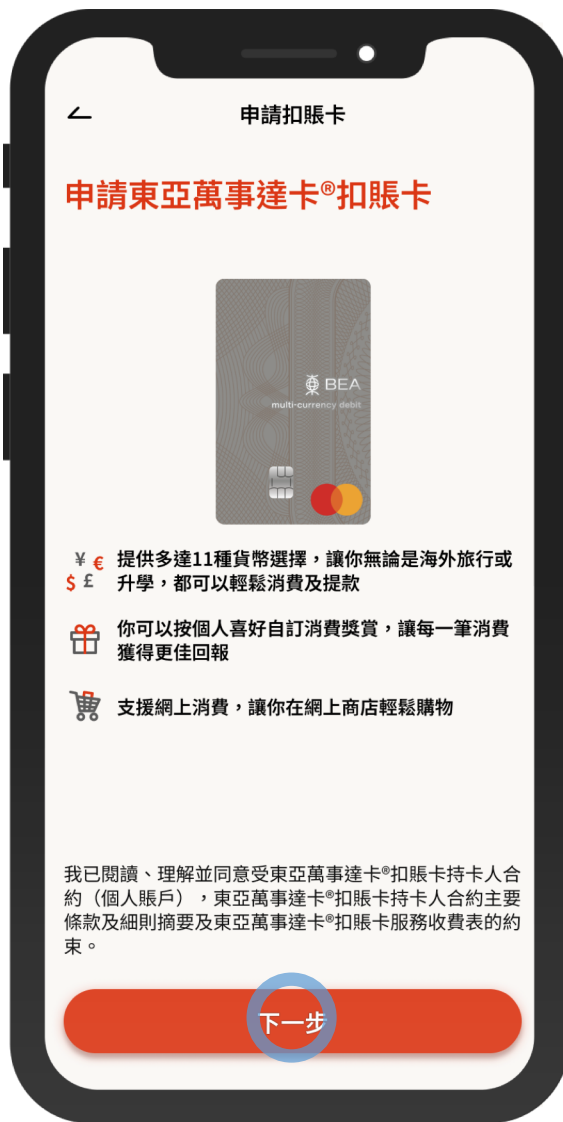 申請扣賬卡
申請東亞萬事達卡®扣賬卡
BEA
multi-currency debit
¥ €
$ £
提供多達11種貨幣選擇，讓你無論是海外旅行或
升學，都可以輕鬆消費及提款
你可以按個人喜好自訂消費獎賞，讓每一筆消費
獲得更佳回報
支援網上消費，讓你在網上商店輕鬆購物
我已閱讀、理解並同意受東亞萬事達卡®扣賬卡持卡人合
約（個人賬戶），東亞萬事達卡®扣賬卡持卡人合約主要
條款及細則摘要及東亞萬事達卡®扣賬卡服務收費表的約
束。
下一步